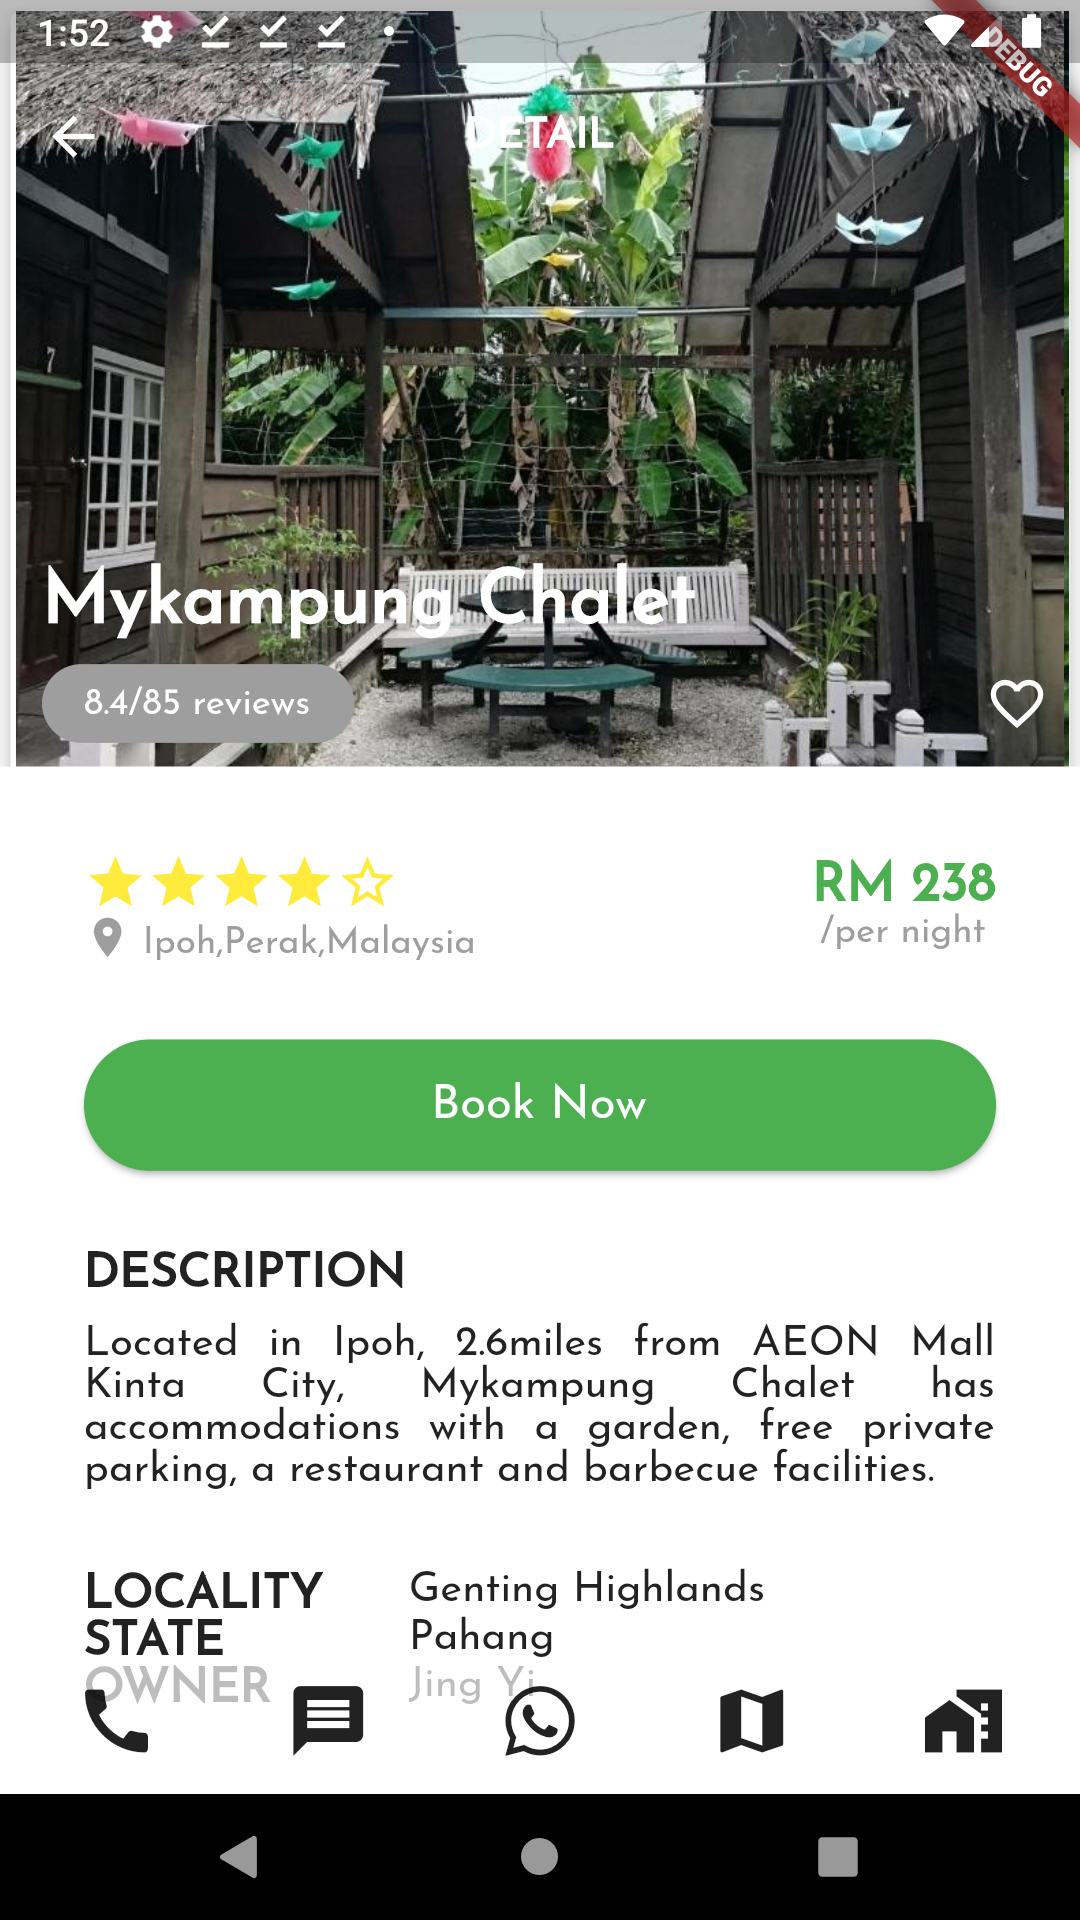 1:52
DEBUG
DETAIL
7
Mykampung Chalet
8.4/85 reviews
RM 238
/per night
Ipoh,Perak,Malaysia
Book Now
DESCRIPTION
Located in Ipoh, 2.6miles from AEON Mall
Kinta City, Mykampung Chalet has
accommodations with a garden, free private
parking, a restaurant and barbecue facilities.
LOCALITY Genting Highlands
STATE Pahang
OWNER Jing Yi